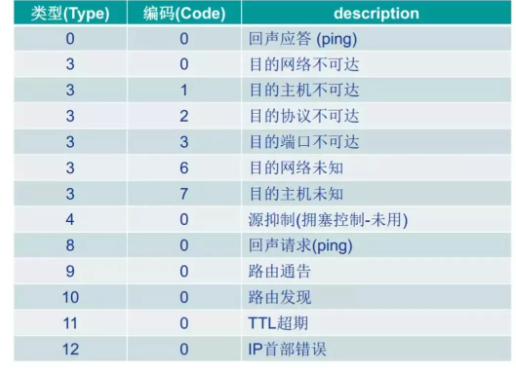 类型(Type) 编码(Code) description
0 0 回声应答 (ping)
3 0 目的网络不可达
3 1 目的主机不可达
3 2 目的协议不可达
3 3 目的端口不可达
3 6 目的网络未知
3 7 目的主机未知
4 0 源抑制(拥塞控制-未用)
8 0 回声请求(ping)
9 0 路由通告
10 0 路由发现
11 0 TTL超期
12 0 IP首部错误